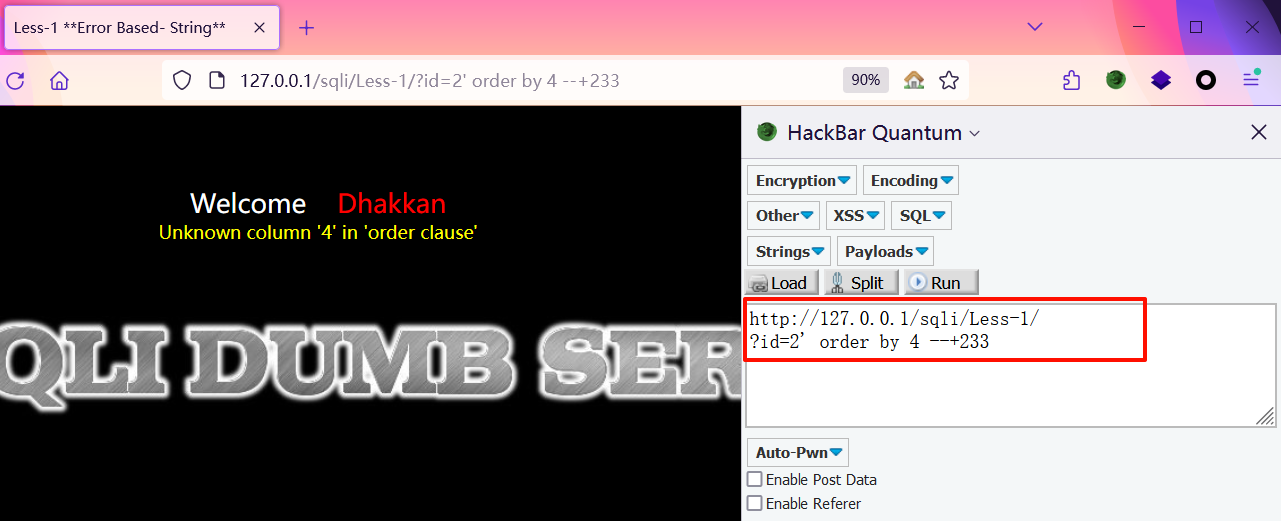 Less-1 **Error Based- String**
127.0.0.1/sqli/Less-1/?id=2' order by 4 --+233
90%
HackBar Quantum
Encryption
Encoding
Other
XSS
SQL
Strings
Payloads
Load
Split
Run
http://127.0.0.1/sqli/Less-1/
?id=2' order by 4 --+233
Auto-Pwn
Enable Post Data
Enable Referer
Welcome Dhakkan
Unknown column '4' in 'order clause'
QLI DUMB SER